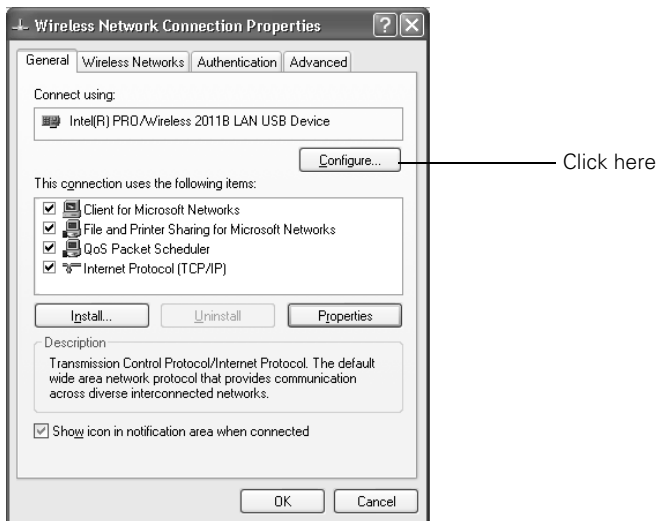 Wireless Network Connection Properties
General Wireless Networks Authentication Advanced
Connect using:
Intel(R) PRO/Wireless 2011B LAN USB Device
Configure...
Click here
This connection uses the following items:
Client for Microsoft Networks
File and Printer Sharing for Microsoft Networks
QoS Packet Scheduler
Internet Protocol (TCP/IP)
Install... Uninstall Properties
Description
Transmission Control Protocol/Internet Protocol. The default
wide area network protocol that provides communication
across diverse interconnected networks.
Show icon in notification area when connected
OK Cancel